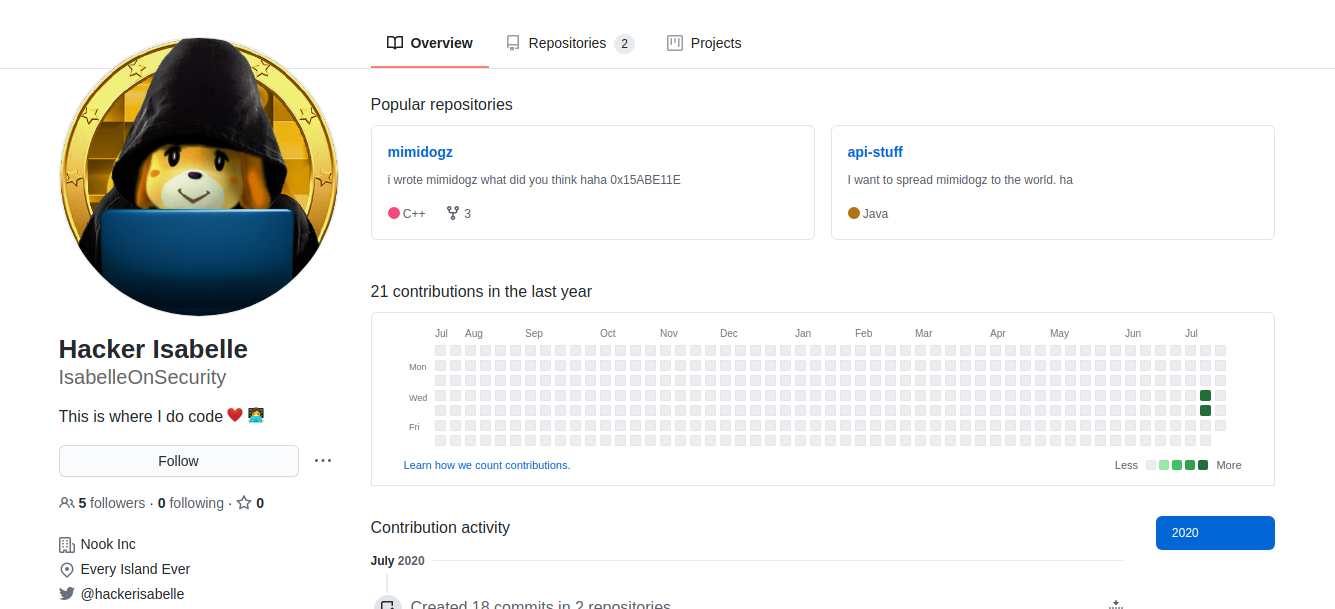 Overview
Repositories 2
Projects
Hacker Isabelle
IsabelleOnSecurity
This is where I do code ❤️ 👩‍💻
Follow
5 followers · 0 following · 0
Nook Inc
Every Island Ever
@hackerisabelle
Popular repositories
mimidogz
i wrote mimidogz what did you think haha 0x15ABE11E
C++ 3
api-stuff
I want to spread mimidogz to the world. ha
Java
21 contributions in the last year
Jul Aug Sep Oct Nov Dec Jan Feb Mar Apr May Jun Jul
Mon
Wed
Fri
Learn how we count contributions.
Less More
Contribution activity
2020
July 2020
Created 18 commits in 2 repositories